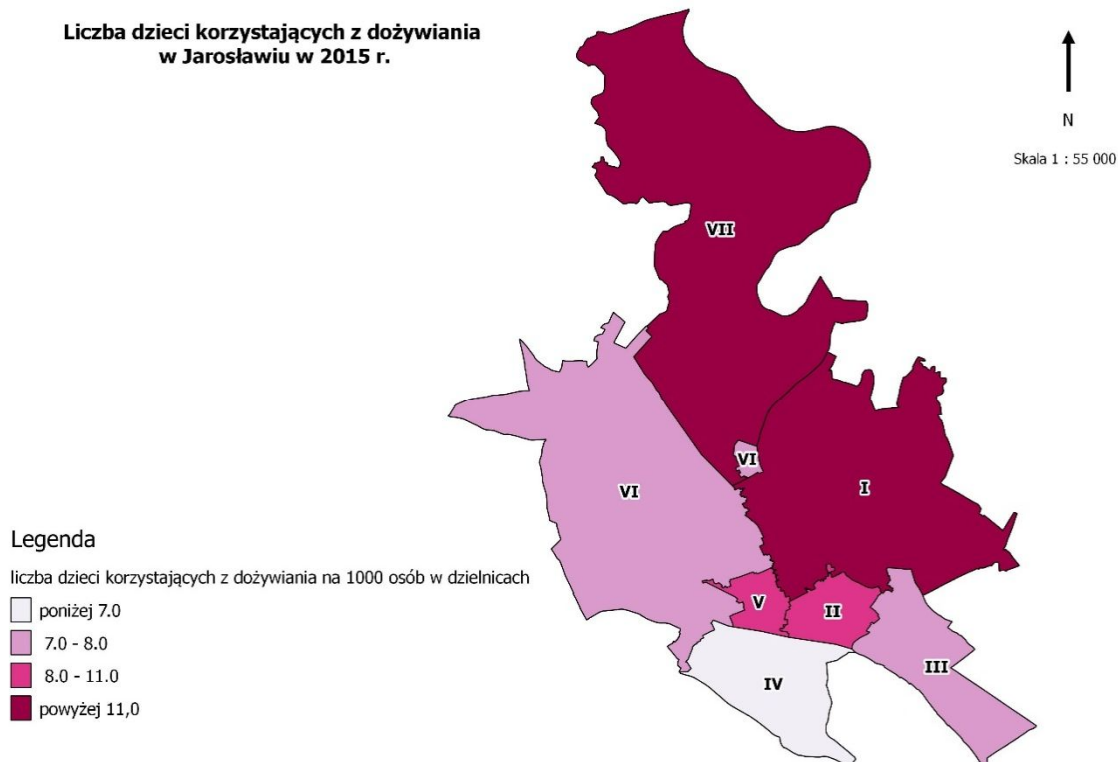 Liczba dzieci korzystających z dożywiania
w Jarosławiu w 2015 r.
N
Skala 1 : 55 000
VII
VI
VI
I
V
II
III
IV
Legenda
liczba dzieci korzystających z dożywiania na 1000 osób w dzielnicach
poniżej 7.0
7.0 - 8.0
8.0 - 11.0
powyżej 11,0